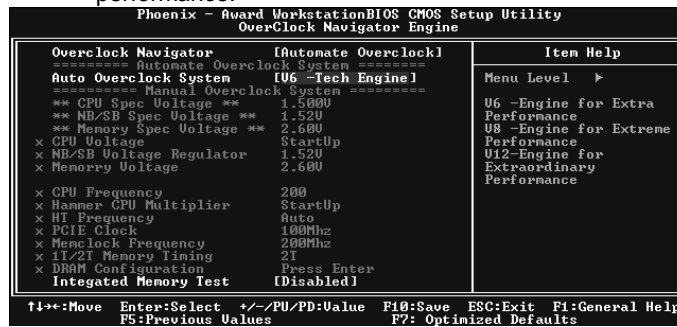 performance.
Phoenix - Award WorkstationBIOS CMOS Setup Utility
OverClock Navigator Engine
Overclock Navigator [Automate Overclock]
========= Automate Overclock System =========
Auto Overclock System [V6 -Tech Engine]
========== Manual Overclock System =========
** CPU Spec Voltage ** 1.500V
** NB/SB Spec Voltage ** 1.52V
** Memory Spec Voltage ** 2.60V
x CPU Voltage StartUp
x NB/SB Voltage Regulator 1.52V
x Memorry Voltage 2.60V
x CPU Frequency 200
x Hammer CPU Multiplier StartUp
x HT Frequency Auto
x PCIE Clock 100Mhz
x Memclock Frequency 200Mhz
x 1T/2T Memory Timing 2T
x DRAM Configuration Press Enter
Integated Memory Test [Disabled]
Item Help
Menu Level ►
V6 -Engine for Extra
Performance
V8 -Engine for Extreme
Performance
V12-Engine for
Extraordinary
Performance
↑↓→←:Move Enter:Select +/-/PU/PD:Value F10:Save ESC:Exit F1:General Help
F5:Previous Values F7: Optimized Defaults